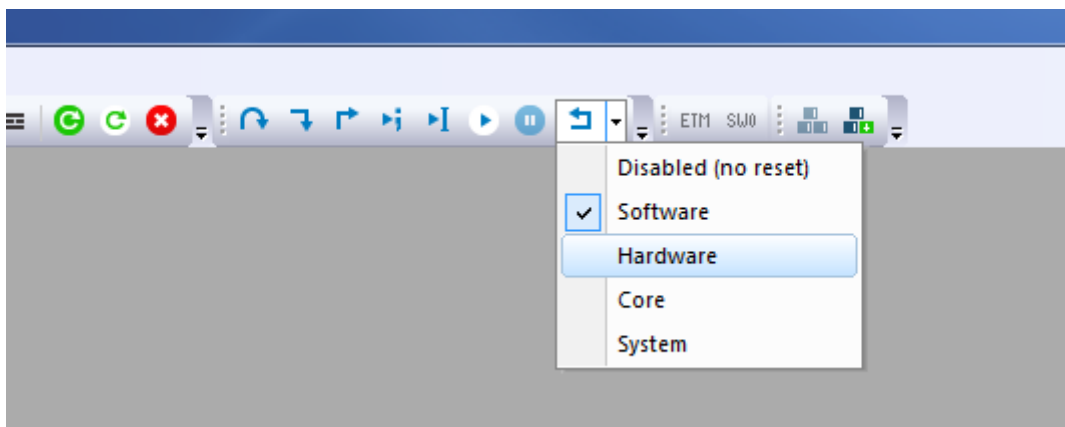 ETM SWO
Disabled (no reset)
Software
Hardware
Core
System